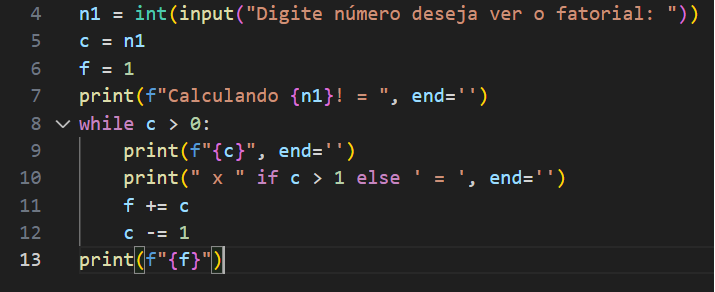 4 n1 = int(input("Digite número deseja ver o fatorial: "))
5 c = n1
6 f = 1
7 print(f"Calculando {n1}! = ", end='')
8 while c > 0:
9     print(f"{c}", end='')
10     print(" x " if c > 1 else ' = ', end='')
11     f += c
12     c -= 1
13 print(f"{f}")